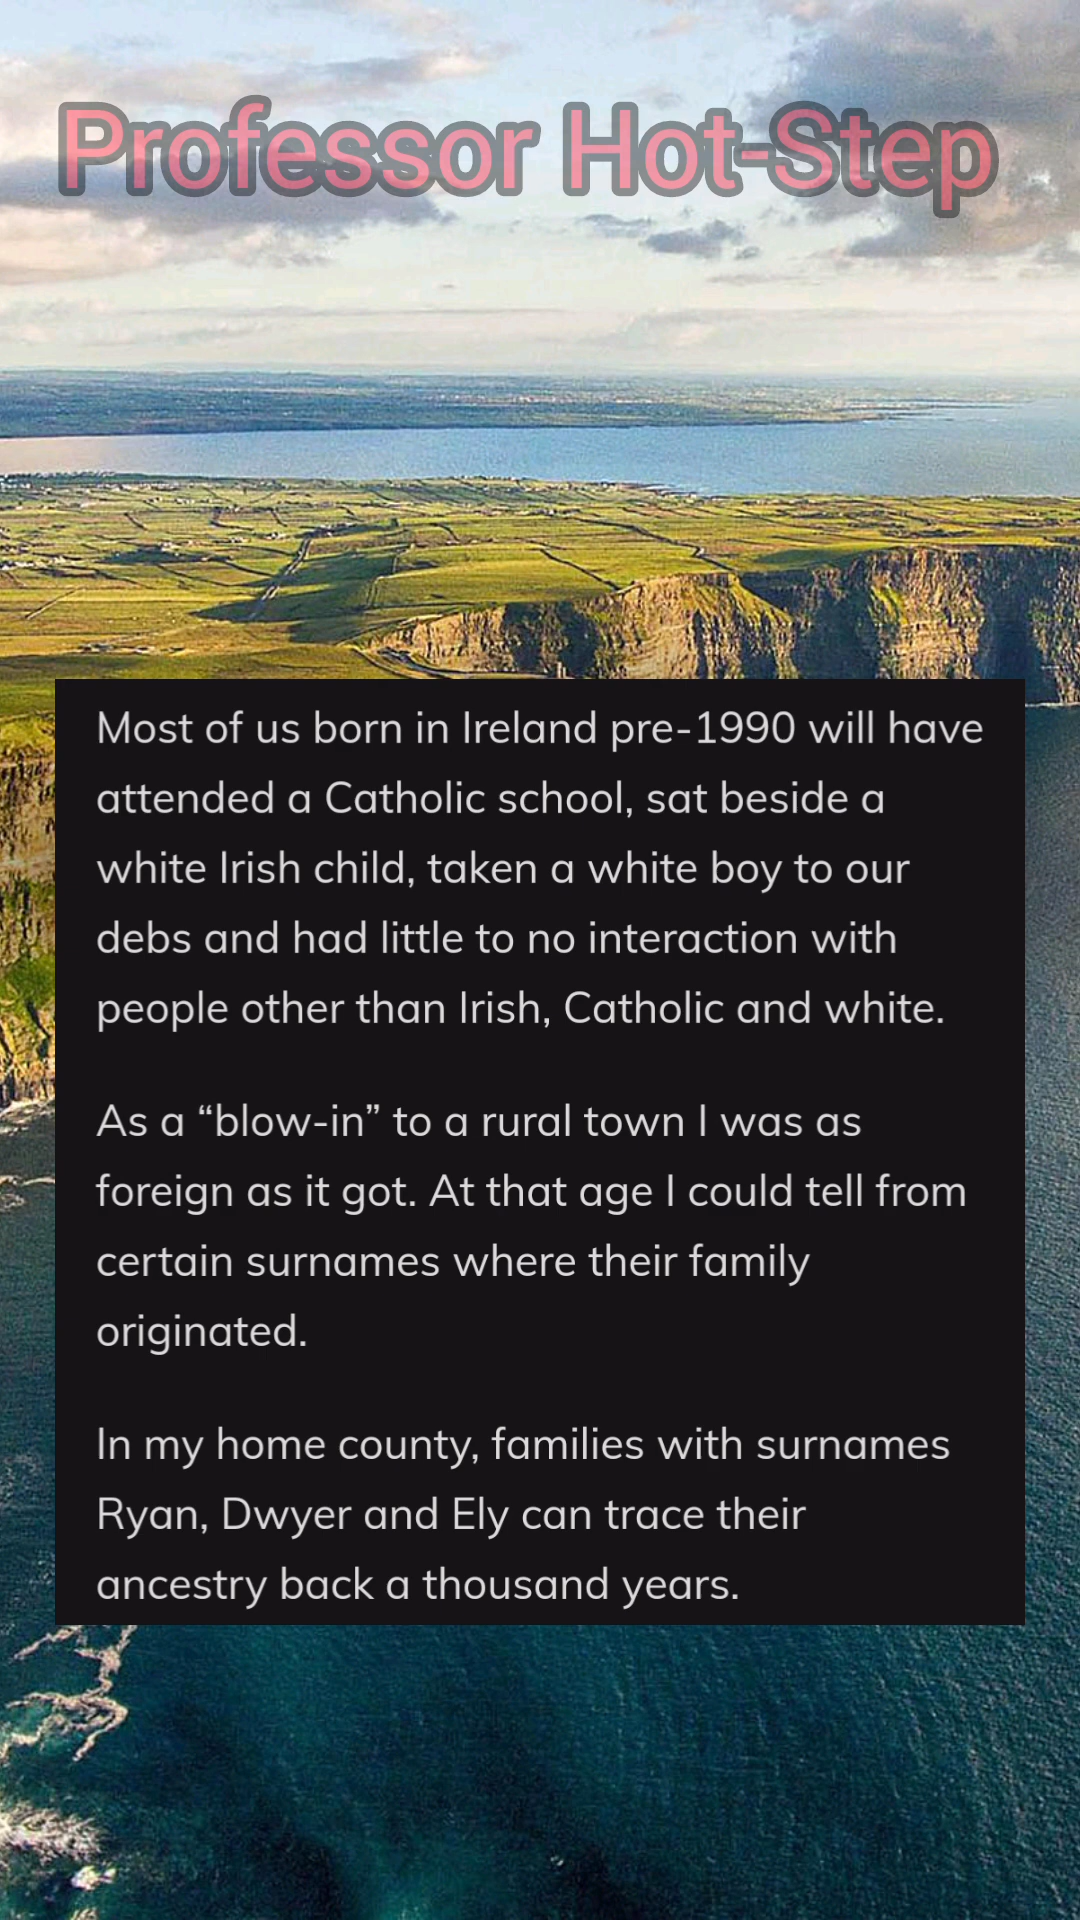 Professor Hot-Step
Most of us born in Ireland pre-1990 will have
attended a Catholic school, sat beside a
white Irish child, taken a white boy to our
debs and had little to no interaction with
people other than Irish, Catholic and white.
As a “blow-in” to a rural town I was as
foreign as it got. At that age I could tell from
certain surnames where their family
originated.
In my home county, families with surnames
Ryan, Dwyer and Ely can trace their
ancestry back a thousand years.